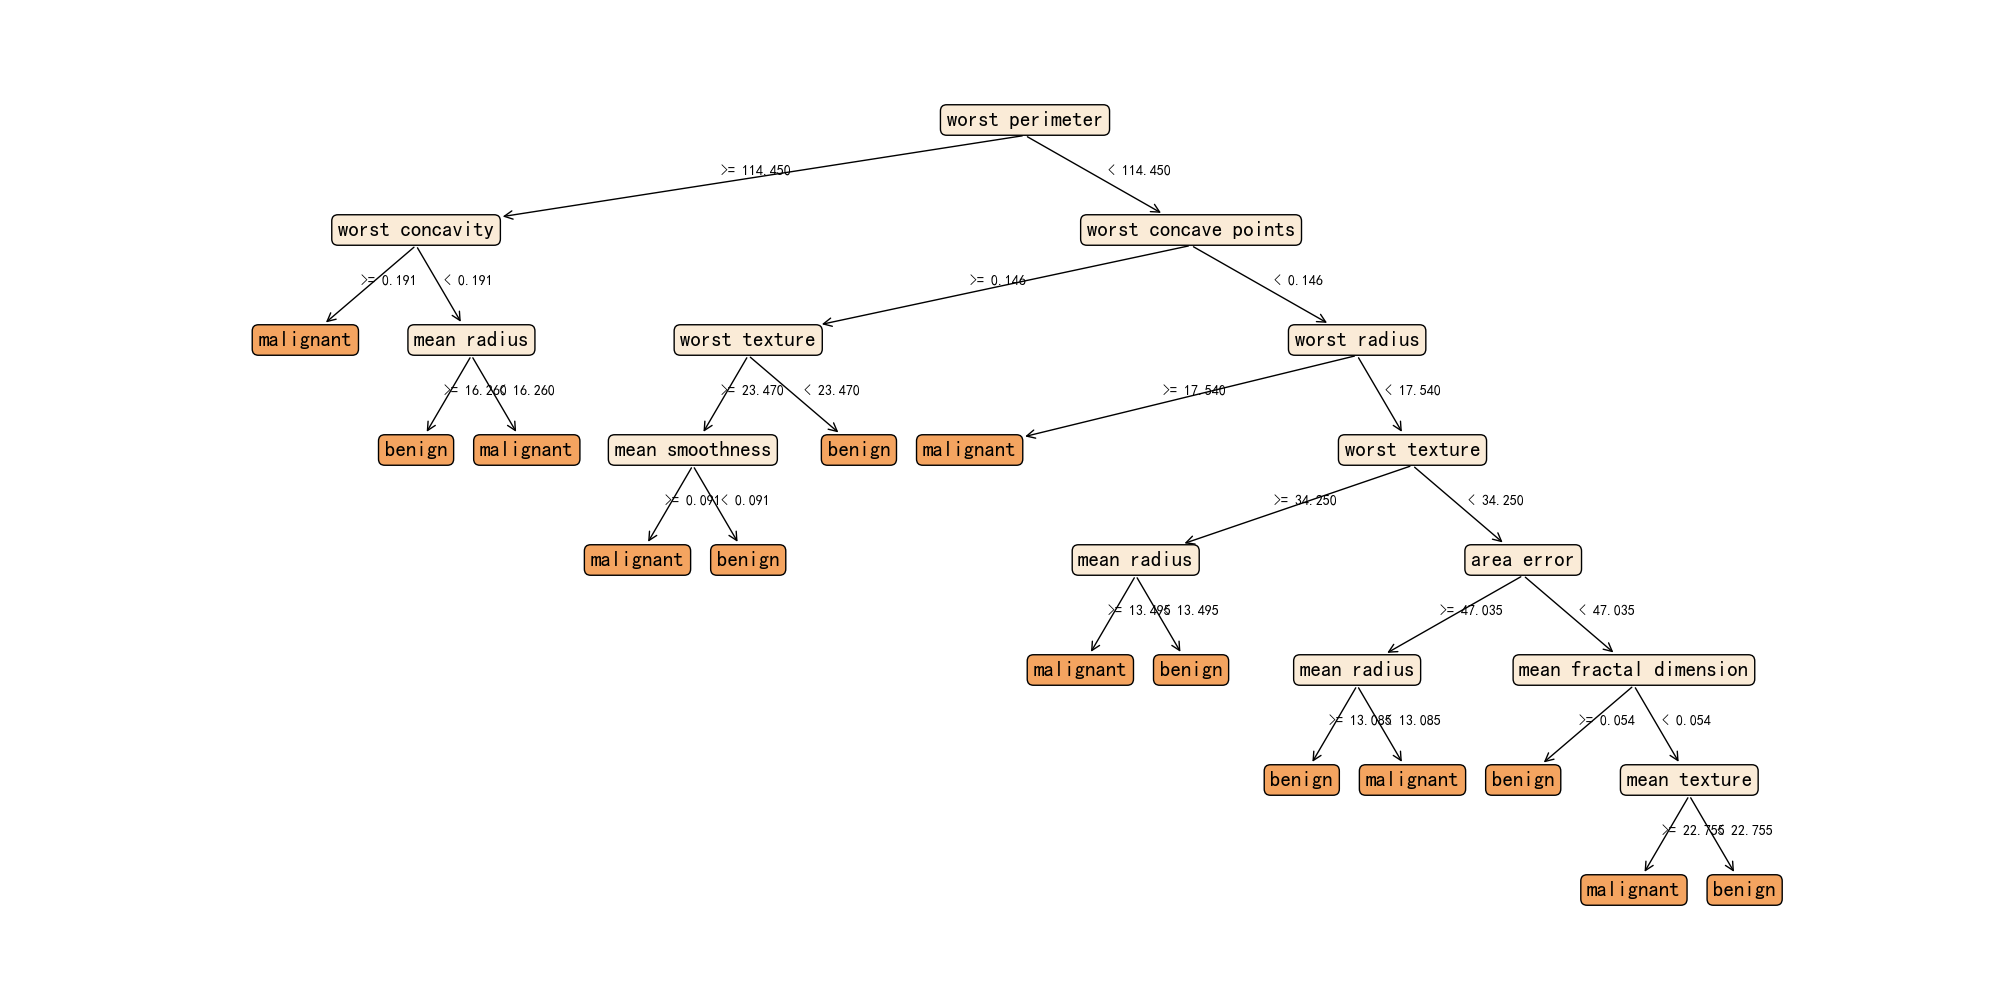 worst perimeter
>= 114.450
< 114.450
worst concavity
worst concave points
>= 0.191
< 0.191
>= 0.146
< 0.146
malignant
mean radius
worst texture
worst radius
>= 16.260
< 16.260
>= 23.470
< 23.470
>= 17.540
< 17.540
benign
malignant
mean smoothness
benign
malignant
worst texture
>= 0.091
< 0.091
>= 34.250
< 34.250
malignant
benign
mean radius
area error
>= 13.495
< 13.495
>= 47.035
< 47.035
malignant
benign
mean radius
mean fractal dimension
>= 13.085
< 13.085
>= 0.054
< 0.054
benign
malignant
benign
mean texture
>= 22.755
< 22.755
malignant
benign